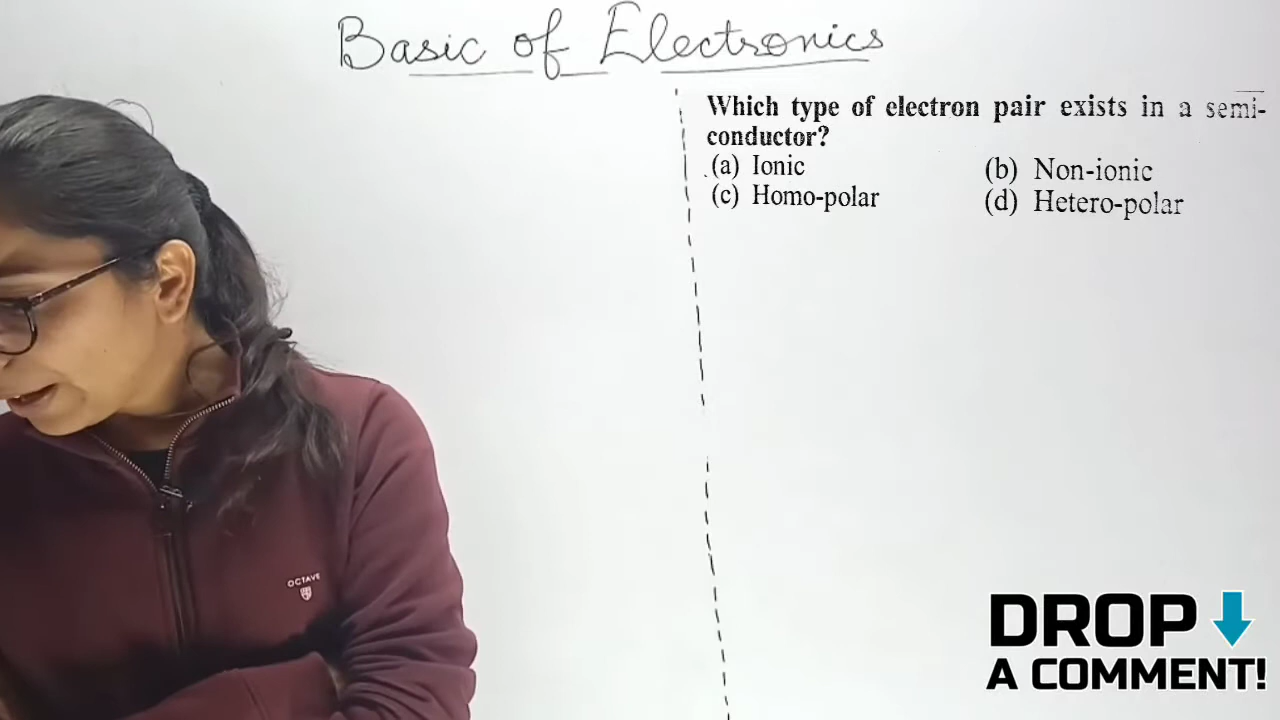 Basic of Electronics
Which type of electron pair exists in a semi-
conductor?
(a) Ionic (b) Non-ionic
(c) Homo-polar (d) Hetero-polar
OCTAVE
DROP
A COMMENT!